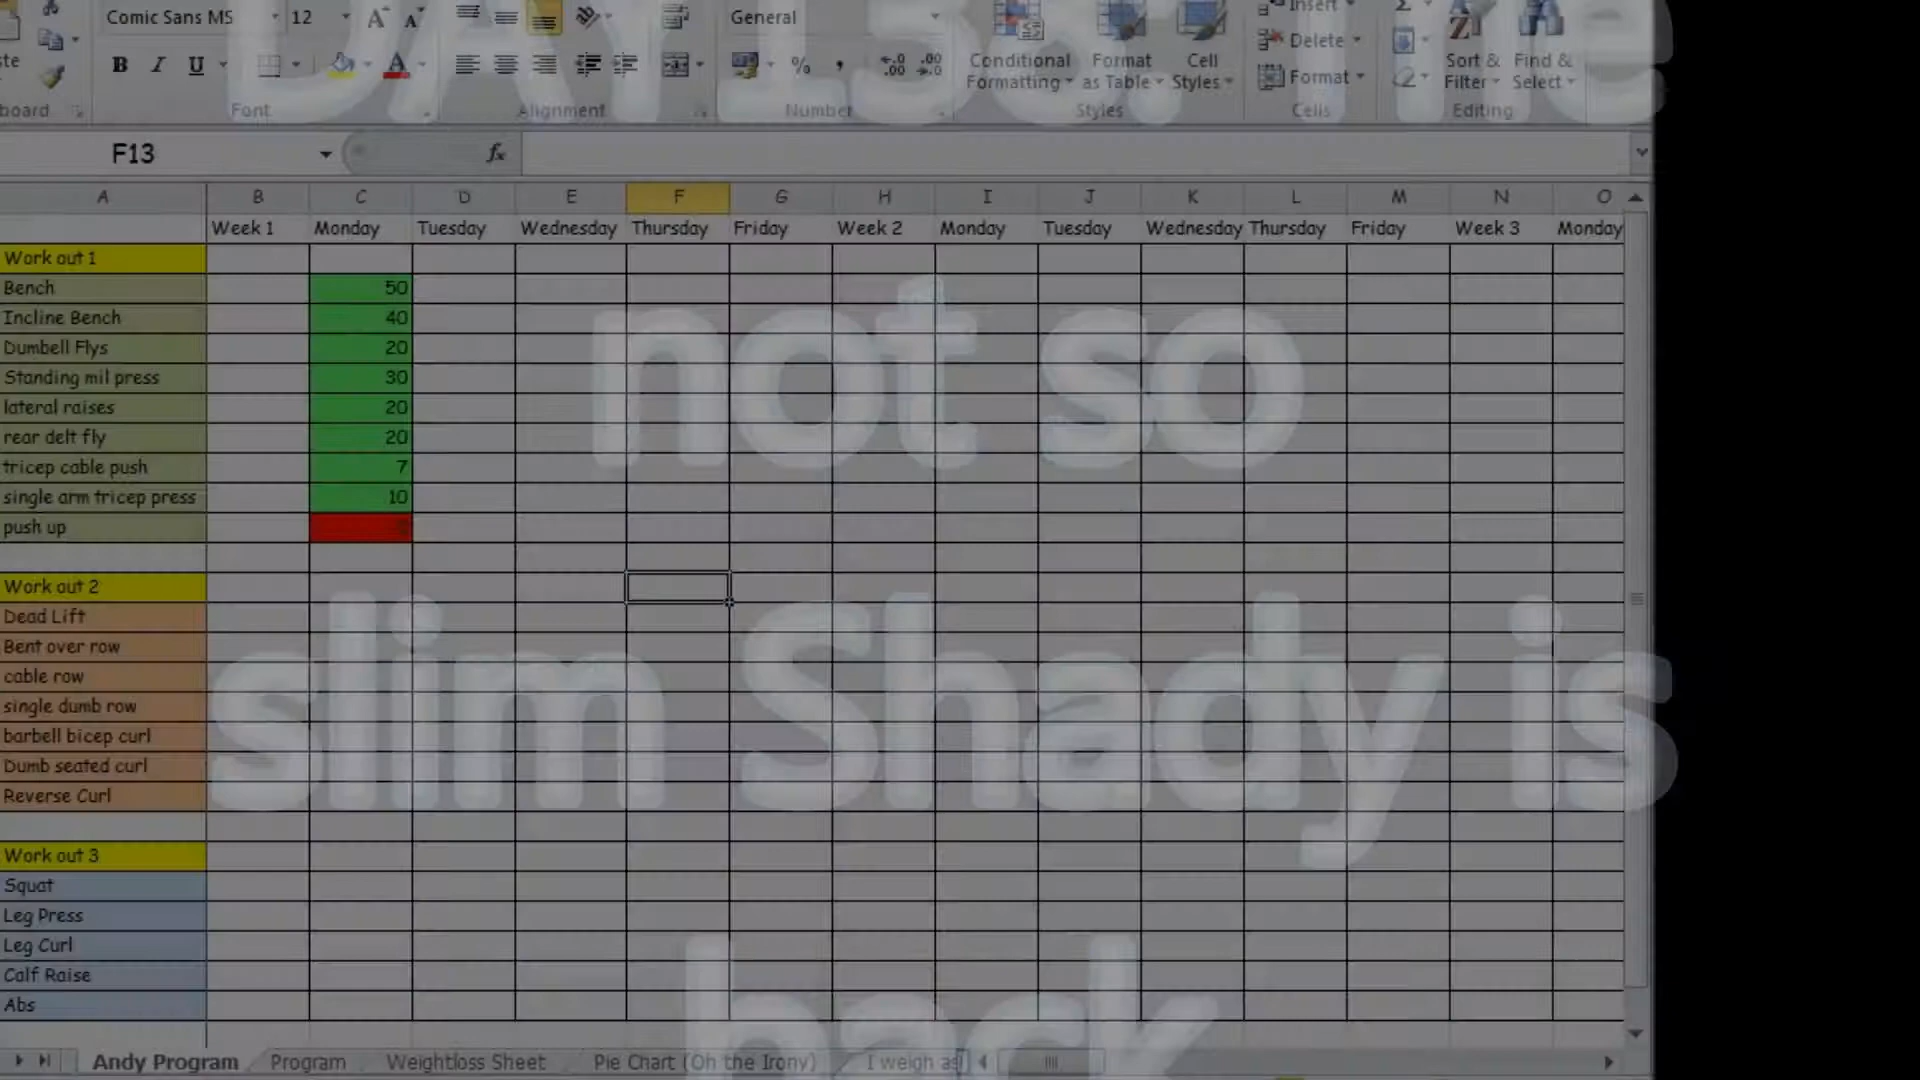 Comic Sans MS 12 A A General Insert
B I U A % , .00 .00 Conditional Formatting Format as Table Cell Styles Delete Format Sort & Filter Find & Select
Font Alignment Number Styles Cells Editing
F13 fx
A B C D E F G H I J K L M N O
Week 1 Monday Tuesday Wednesday Thursday Friday Week 2 Monday Tuesday Wednesday Thursday Friday Week 3 Monday
Work out 1
Bench 50
Incline Bench 40
Dumbell Flys 20
Standing mil press 30
lateral raises 20
rear delt fly 20
tricep cable push 7
single arm tricep press 10
push up
Work out 2
Dead Lift
Bent over row
cable row
single dumb row
barbell bicep curl
Dumb seated curl
Reverse Curl
Work out 3
Squat
Leg Press
Leg Curl
Calf Raise
Abs
Andy Program Program Weightloss Sheet Pie Chart (Oh the Irony) I weigh as
not so
slim Shady is
back